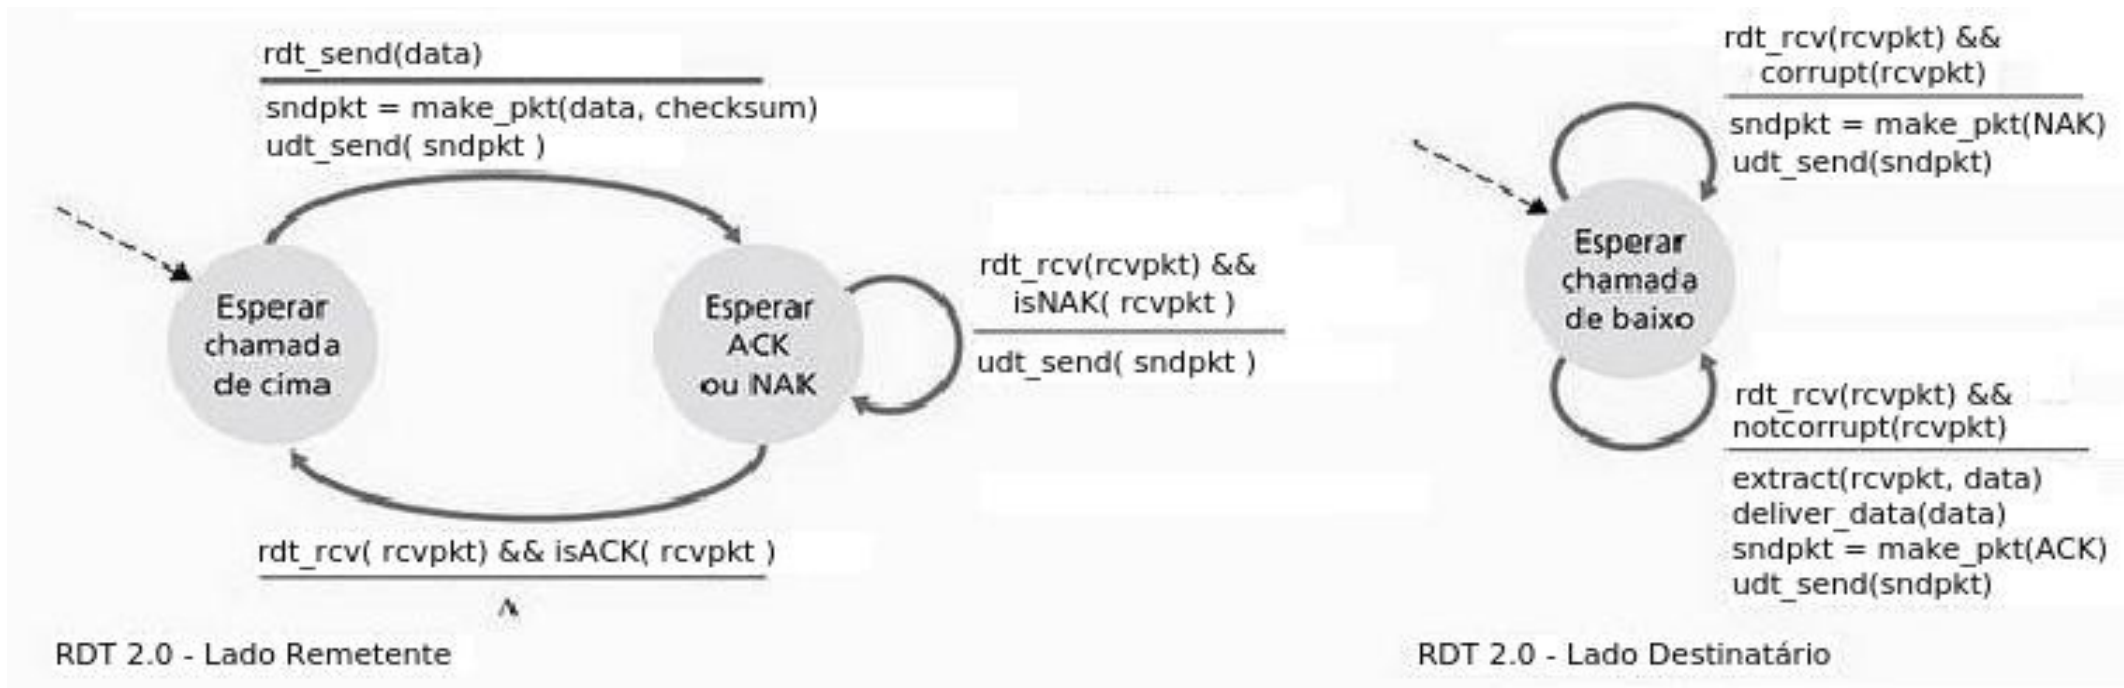 rdt_send(data)
sndpkt = make_pkt(data, checksum)
udt_send( sndpkt )
Esperar
chamada
de cima
Esperar
ACK
ou NAK
rdt_rcv(rcvpkt) &&
isNAK( rcvpkt )
udt_send( sndpkt )
rdt_rcv( rcvpkt) && isACK( rcvpkt )
Λ
RDT 2.0 - Lado Remetente
rdt_rcv(rcvpkt) &&
corrupt(rcvpkt)
sndpkt = make_pkt(NAK)
udt_send(sndpkt)
Esperar
chamada
de baixo
rdt_rcv(rcvpkt) &&
notcorrupt(rcvpkt)
extract(rcvpkt, data)
deliver_data(data)
sndpkt = make_pkt(ACK)
udt_send(sndpkt)
RDT 2.0 - Lado Destinatário